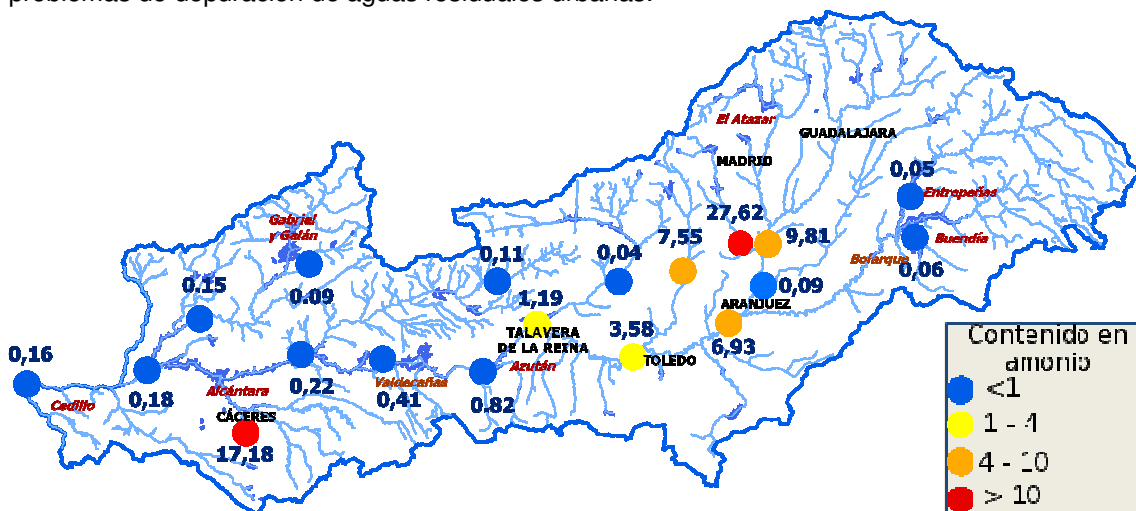 problemas de depuración de aguas residuales urbanas.
El Atazar
GUADALAJARA
MADRID
0,05
Entrepeñas
Gabriel
y Galán
27,62
7,55
9,81
Buendía
Bolarque
0,06
0,11
0,04
0.09
0,09
0.15
1,19
ARANJUEZ
TALAVERA
DE LA REINA
3,58
TOLEDO
6,93
0,16
Azután
Valdecañas
0,18
Alcántara
0,22
0,41
0.82
Cedillo
CÁCERES
17,18
Contenido en
amonio
<1
1 - 4
4 - 10
> 10